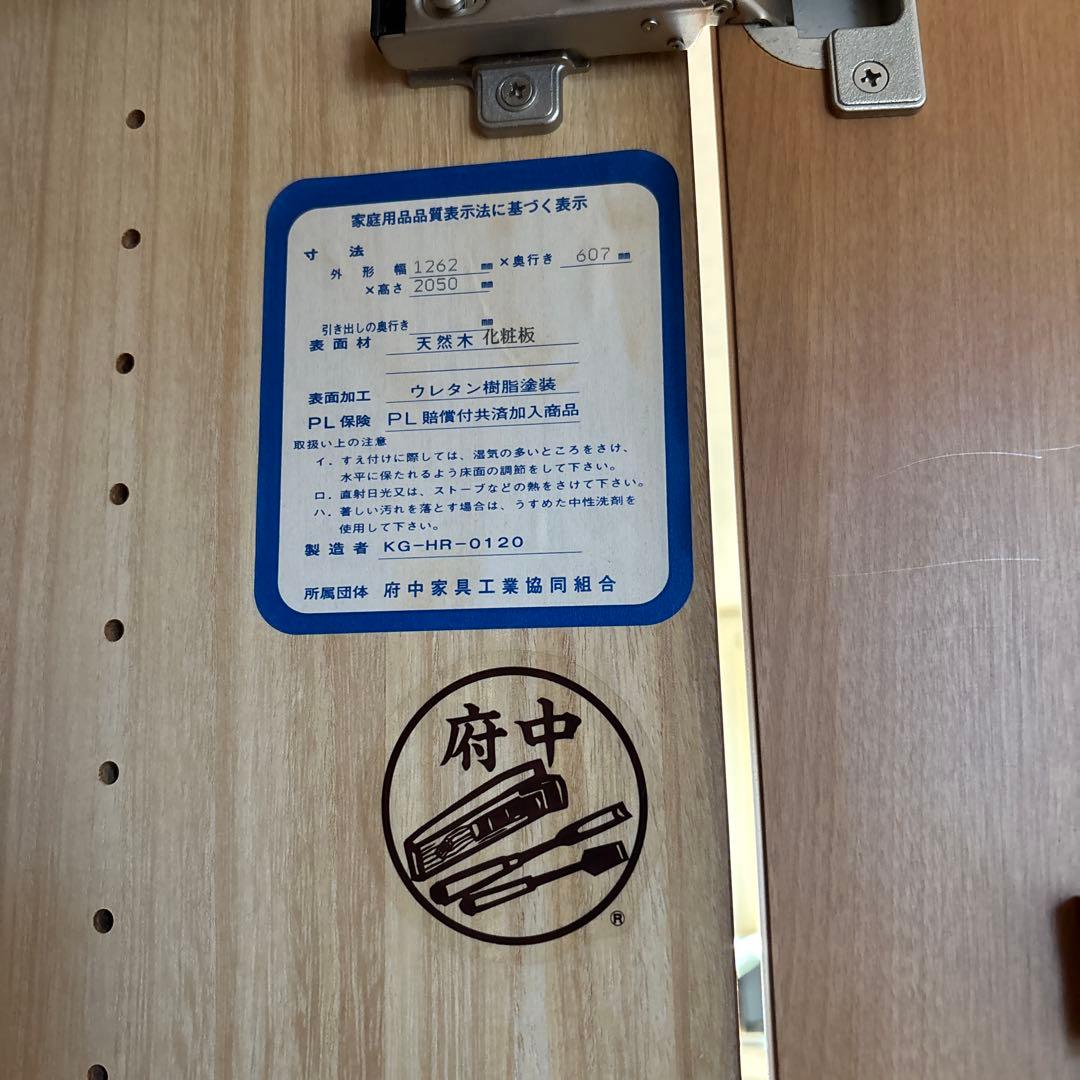 家庭用品品質表示法に基づく表示
寸法
外形 幅 1262 mm ×奥行き 607 mm
×高さ 2050 mm
引き出しの奥行き mm
表面材 天然木 化粧板
表面加工 ウレタン樹脂塗装
PL保険 PL賠償付共済加入商品
取扱い上の注意
イ．すえ付けに際しては、湿気の多いところをさけ、
水平に保たれるよう床面の調節をして下さい。
ロ．直射日光又は、ストーブなどの熱をさけて下さい。
ハ．著しい汚れを落とす場合は、うすめた中性洗剤を
使用して下さい。
製造者 KG-HR-0120
所属団体 府中家具工業協同組合
府中
®